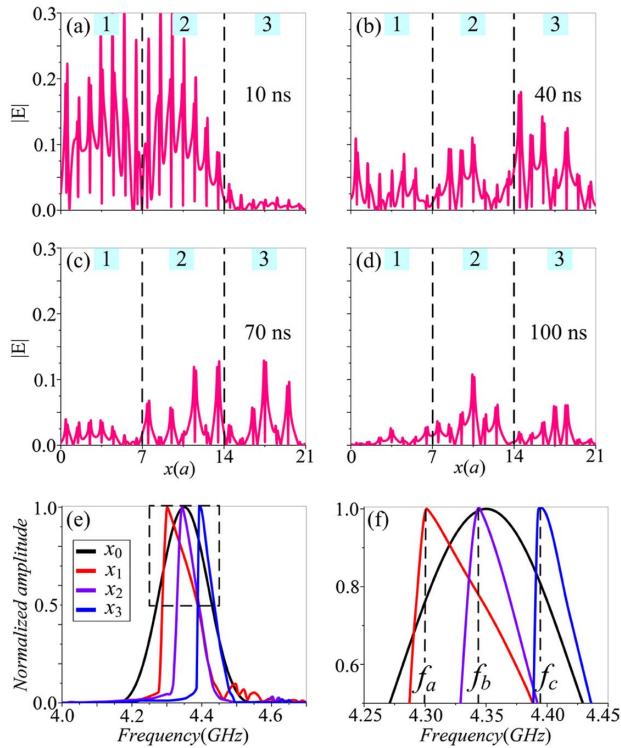 (a) 1 2 3
(b) 1 2 3
0.3
0.2
0.1
0.0
|E|
10 ns
40 ns
(c) 1 2 3
(d) 1 2 3
0.3
0.2
0.1
0.0
|E|
70 ns
100 ns
0 7 14 21
0 7 14 21
x(a)
x(a)
(e)
(f)
1.0
0.5
0.0
Normalized amplitude
x0
x1
x2
x3
4.0 4.2 4.4 4.6
Frequency(GHz)
1.0
0.8
0.6
fa fb fc
4.25 4.30 4.35 4.40 4.45
Frequency(GHz)